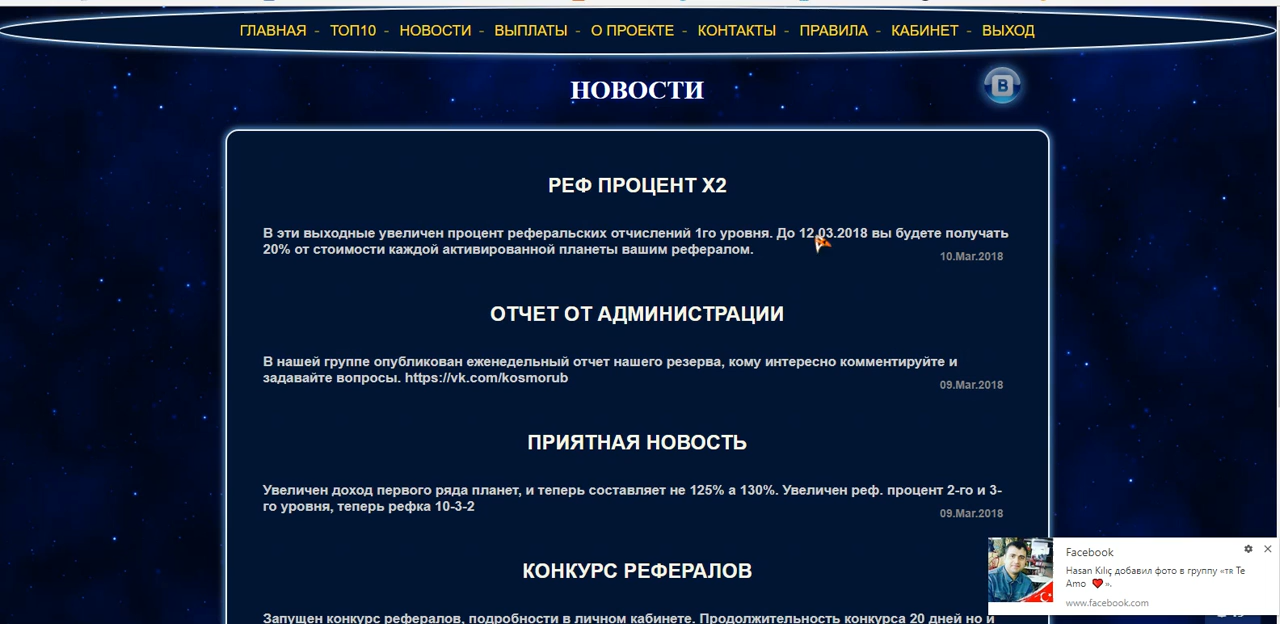 ГЛАВНАЯ - ТОП10 - НОВОСТИ - ВЫПЛАТЫ - О ПРОЕКТЕ - КОНТАКТЫ - ПРАВИЛА - КАБИНЕТ - ВЫХОД
НОВОСТИ
В
РЕФ ПРОЦЕНТ X2
В эти выходные увеличен процент реферальских отчислений 1го уровня. До 12.03.2018 вы будете получать
20% от стоимости каждой активированной планеты вашим рефералом.
10.Mar.2018
ОТЧЕТ ОТ АДМИНИСТРАЦИИ
В нашей группе опубликован еженедельный отчет нашего резерва, кому интересно комментируйте и
задавайте вопросы. https://vk.com/kosmorub
09.Mar.2018
ПРИЯТНАЯ НОВОСТЬ
Увеличен доход первого ряда планет, и теперь составляет не 125% а 130%. Увеличен реф. процент 2-го и 3-
го уровня, теперь рефка 10-3-2
09.Mar.2018
КОНКУРС РЕФЕРАЛОВ
Запущен конкурс рефералов, подробности в личном кабинете. Продолжительность конкурса 20 дней но и
Facebook
Hasan Kılıç добавил фото в группу «тя Te
Amo ❤».
www.facebook.com